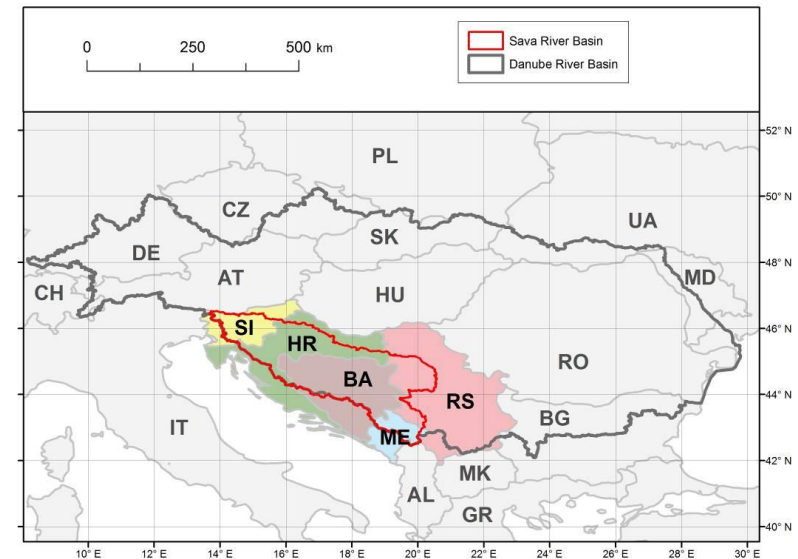 0 250 500 km
Sava River Basin
Danube River Basin
52° N
PL
50° N
CZ
UA
SK
DE
48° N
AT
MD
CH
HU
46° N
SI
HR
RO
BA
44° N
RS
BG
IT
ME
42° N
MK
AL
GR
40° N
10° E 12° E 14° E 16° E 18° E 20° E 22° E 24° E 26° E 28° E 30° E